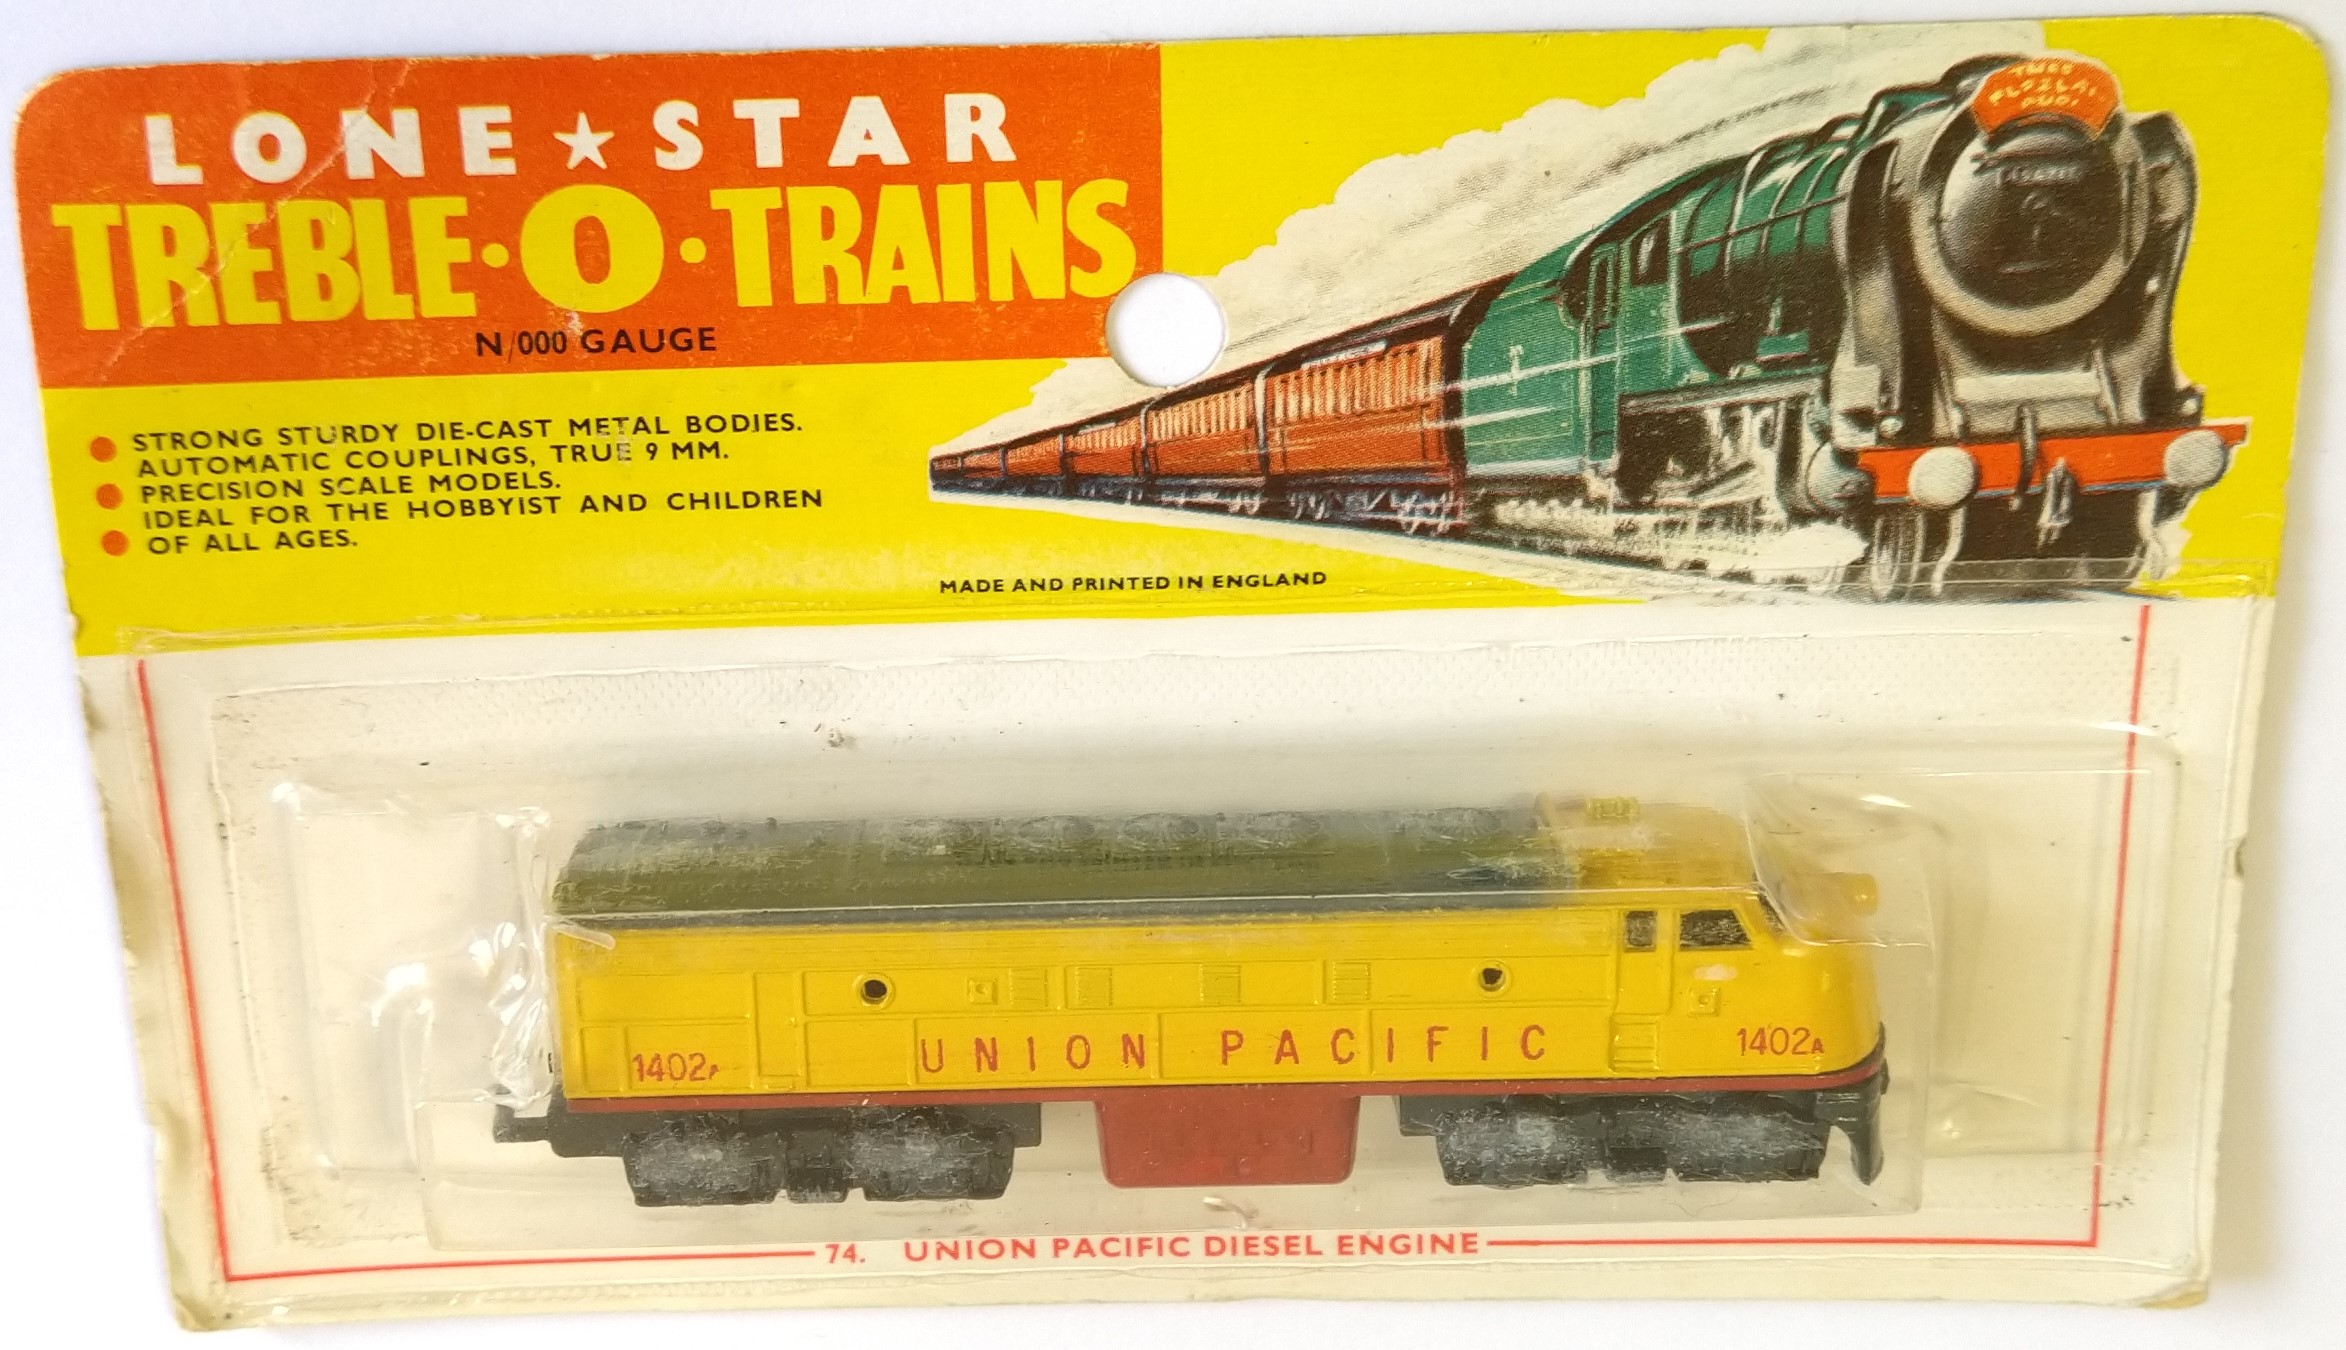 LONE★STAR
TREBLE·O·TRAINS
N/000 GAUGE
STRONG STURDY DIE-CAST METAL BODIES.
AUTOMATIC COUPLINGS, TRUE 9 MM.
PRECISION SCALE MODELS.
IDEAL FOR THE HOBBYIST AND CHILDREN
OF ALL AGES.
MADE AND PRINTED IN ENGLAND
UNION PACIFIC
1402
1402A
74. UNION PACIFIC DIESEL ENGINE